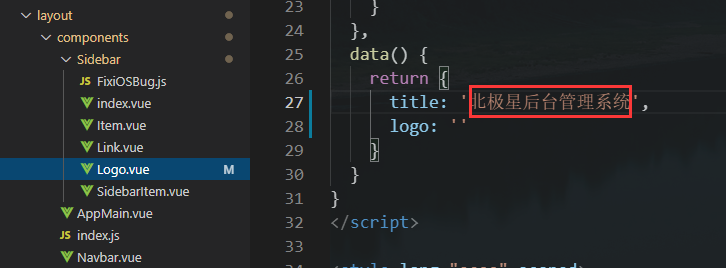 layout
components
Sidebar
JS FixiOSBug.js
index.vue
Item.vue
Link.vue
Logo.vue M
SidebarItem.vue
AppMain.vue
JS index.js
Navbar.vue
23 }
24 },
25 data() {
26 return {
27 title: '北极星后台管理系统',
28 logo: ''
29 }
30 }
31 }
32 </script>
33